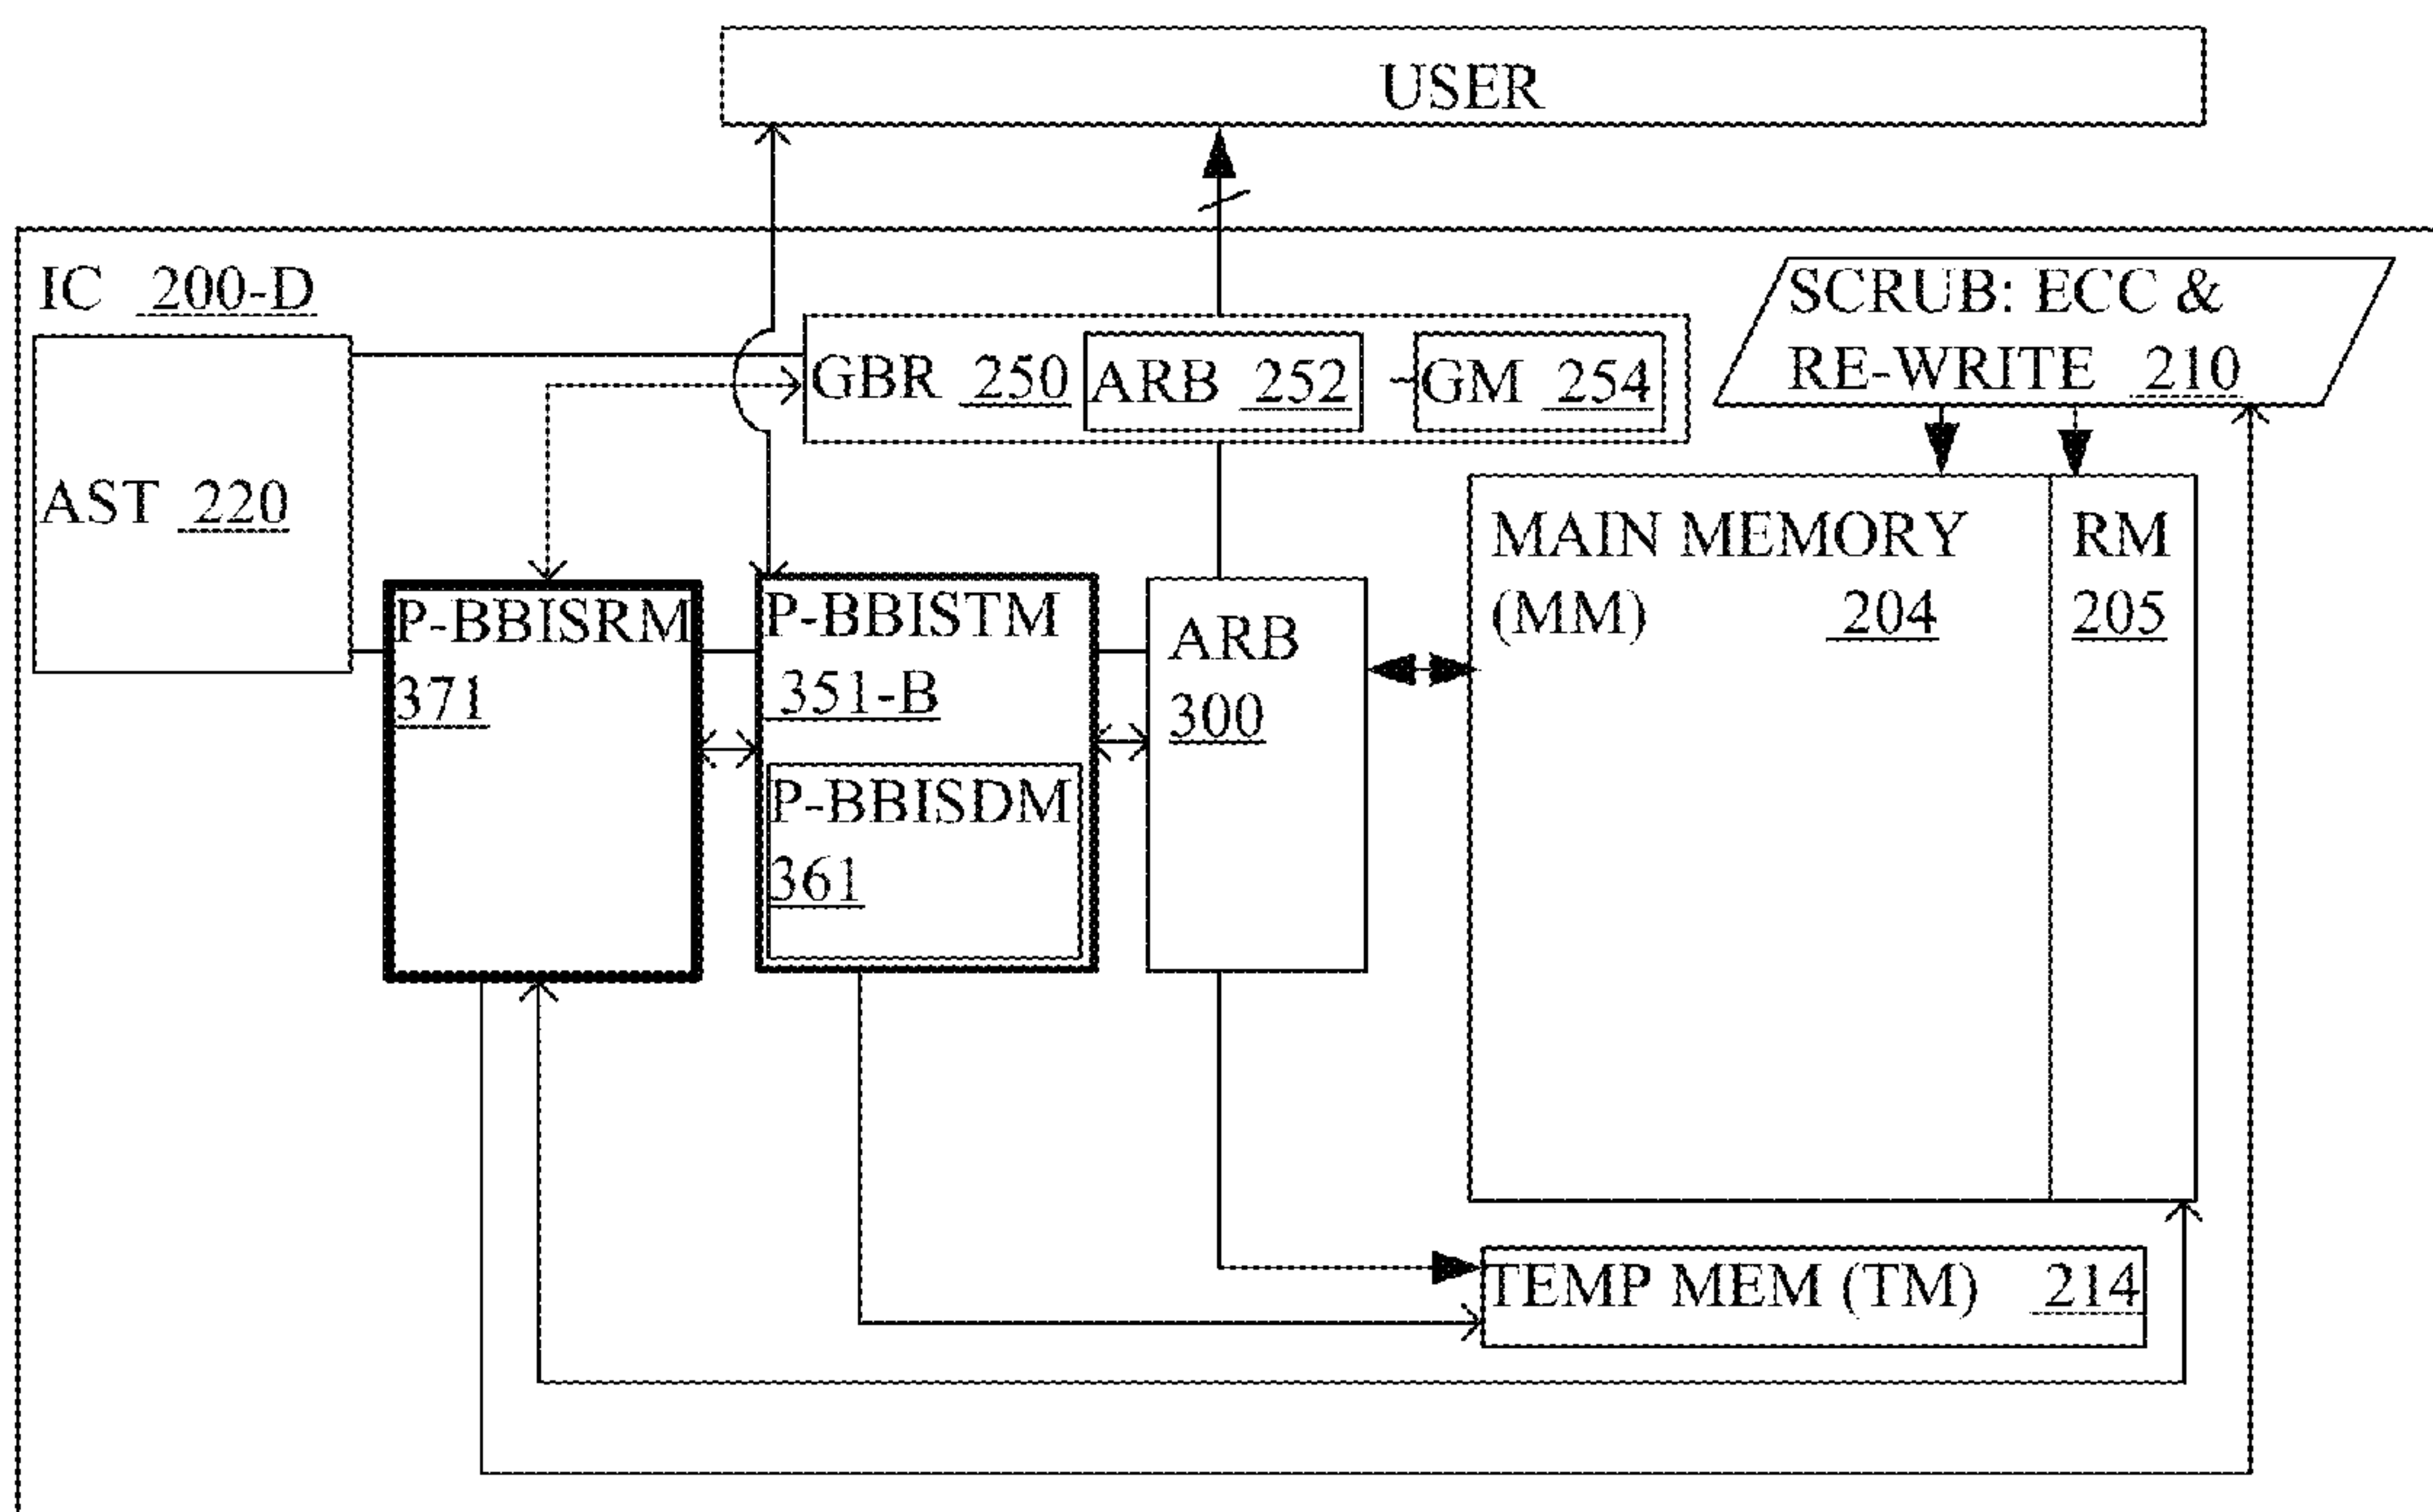 USER
IC 200-D
SCRUB: ECC &
RE-WRITE 210
GBR 250
ARB 252
GM 254
AST 220
MAIN MEMORY
(MM) 204
RM
205
P-BBISRM
371
P-BBISTM
351-B
P-BBISDM
361
ARB
300
TEMP MEM (TM) 214